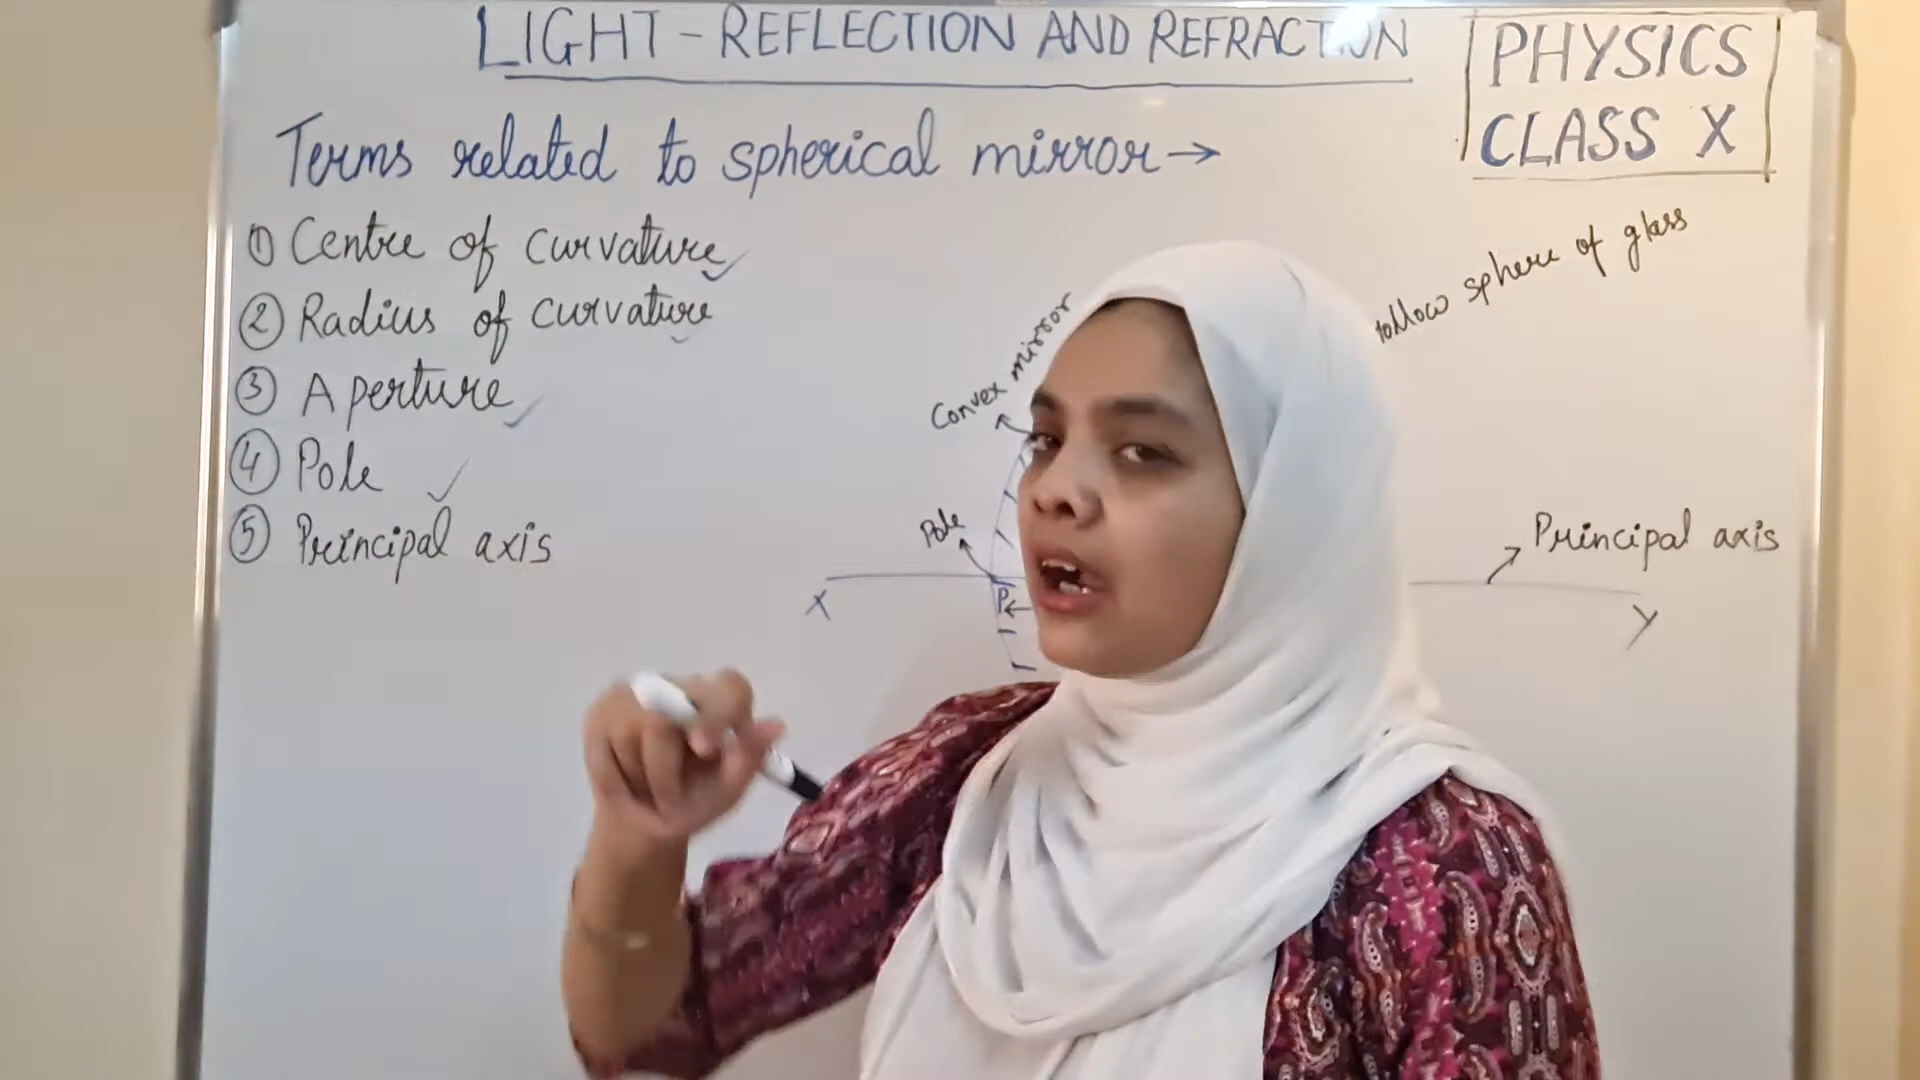 LIGHT - REFLECTION AND REFRACTION
PHYSICS
CLASS X
Terms related to spherical mirror →
① Centre of curvature ✓
② Radius of curvature
③ Aperture ✓
④ Pole ✓
⑤ Principal axis
Convex mirror
sphere of glass
Pole
P
X
Principal axis
Y